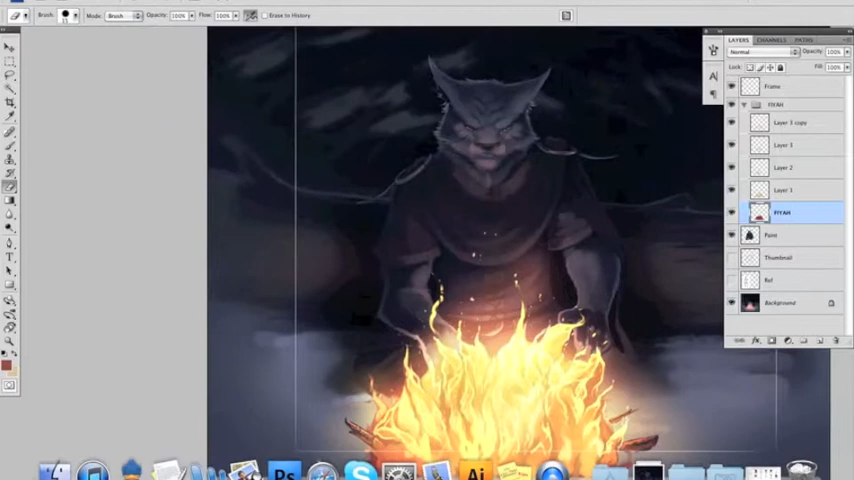 Brush:
Mode: Brush
Opacity: 100%
Flow: 100%
Erase to History
LAYERS CHANNELS PATHS
Normal
Opacity: 100%
Lock:
Fill: 100%
Frame
FIYAH
Layer 3 copy
Layer 3
Layer 2
Layer 1
FIYAH
Paint
Thumbnail
Ref
Background
Ps
Ai